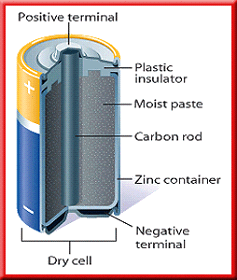 Positive terminal
Plastic
insulator
Moist paste
Carbon rod
Zinc container
Negative
terminal
Dry cell
+
−